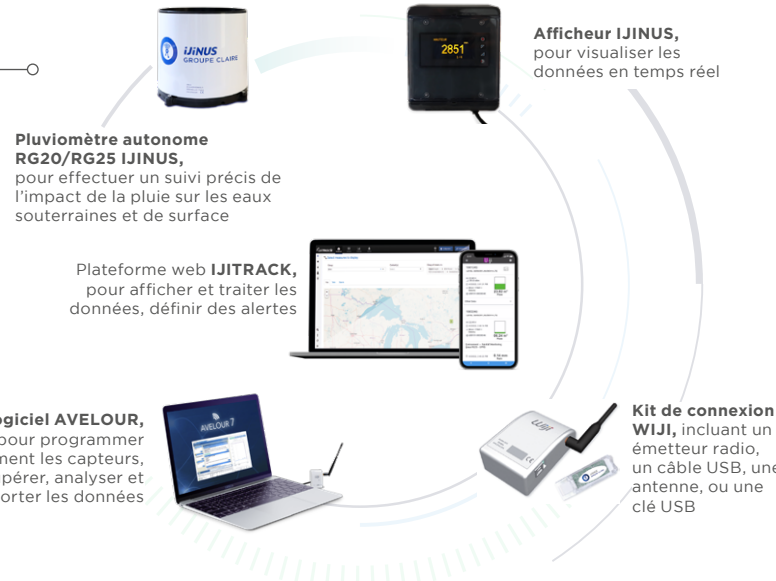 iJiNUS
GROUPE CLAIRE
2851
Afficheur IJINUS,
pour visualiser les
données en temps réel
Pluviomètre autonome
RG20/RG25 IJINUS,
pour effectuer un suivi précis de
l'impact de la pluie sur les eaux
souterraines et de surface
Plateforme web IJITRACK,
pour afficher et traiter les
données, définir des alertes
ogiciel AVELOUR,
pour programmer
ment les capteurs,
pérer, analyser et
orter les données
AVELOUR 7
Wiji
Kit de connexion
WIJI, incluant un
émetteur radio,
un câble USB, une
antenne, ou une
clé USB